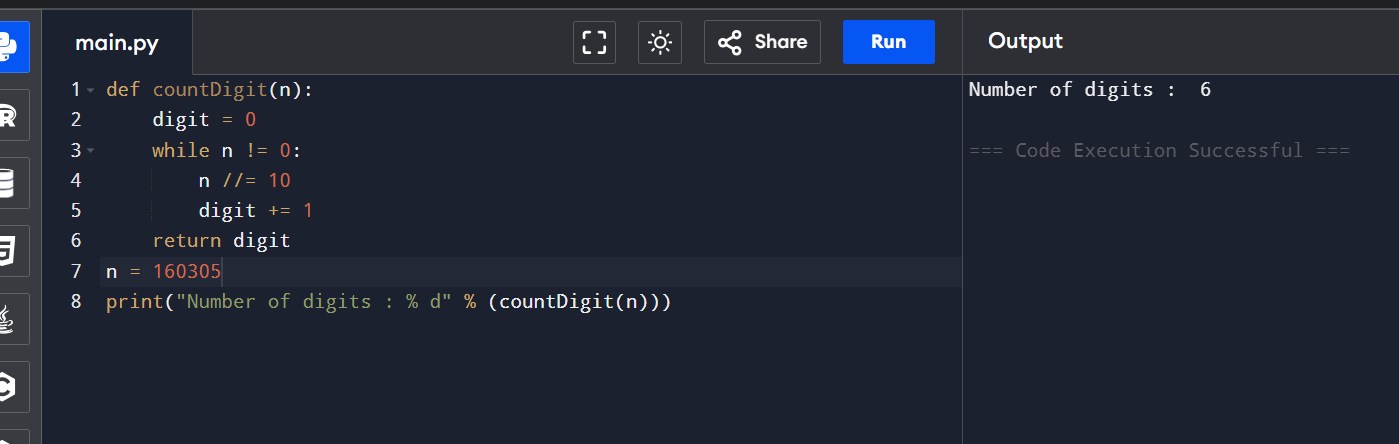 main.py
Share
Run
Output
1 def countDigit(n):
2     digit = 0
3     while n != 0:
4         n //= 10
5         digit += 1
6     return digit
7 n = 160305
8 print("Number of digits : % d" % (countDigit(n)))
Number of digits :  6
=== Code Execution Successful ===